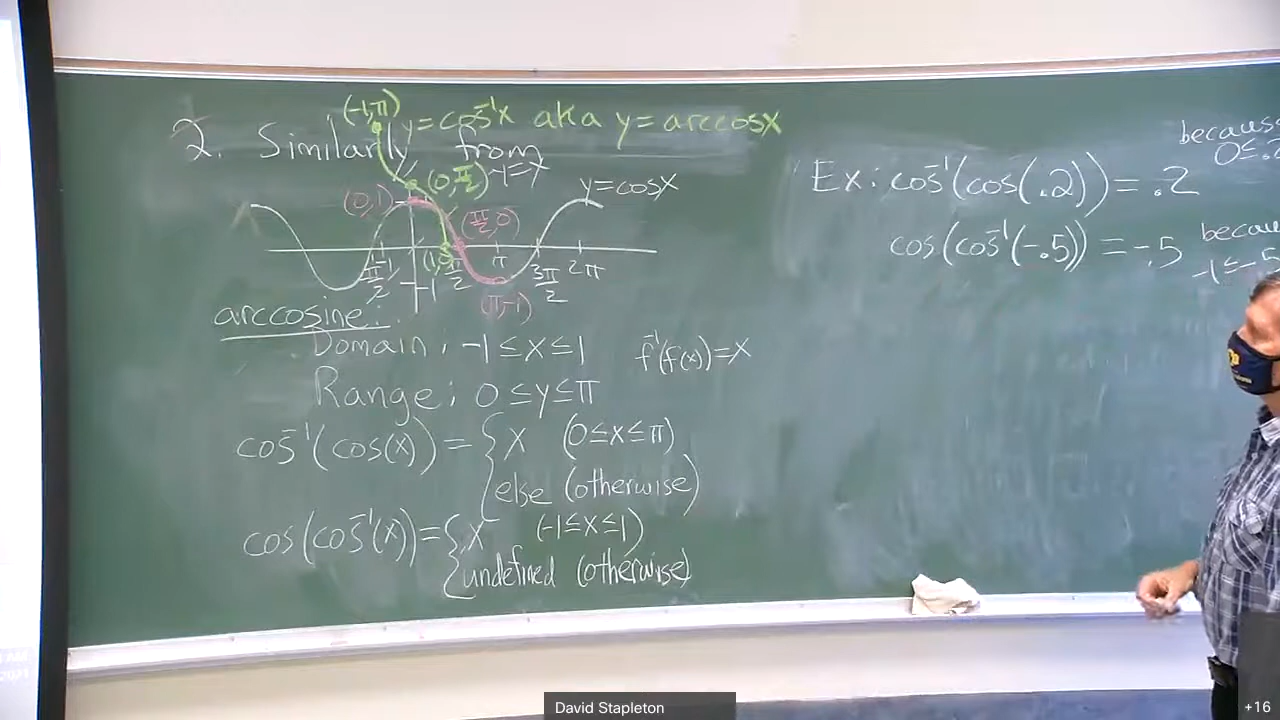 (-1,π)
y=cos⁻¹x aka y=arccosx
2. Similarly from
(0,π/2) y=x
y=cosx
(0,1)
(π/2,0)
-π/2 -1 π/2 π 3π/2 2π
-1
(π,-1)
arccosine:
Domain: -1≤x≤1
f⁻¹(f(x))=x
Range: 0≤y≤π
cos⁻¹(cos(x))={x (0≤x≤π)
else (otherwise)
cos(cos⁻¹(x))={x (-1≤x≤1)
undefined (otherwise)
because
0≤.2
Ex: cos⁻¹(cos(.2))=.2
cos(cos⁻¹(-.5))=-.5
becau
-1≤-.5
David Stapleton
+16